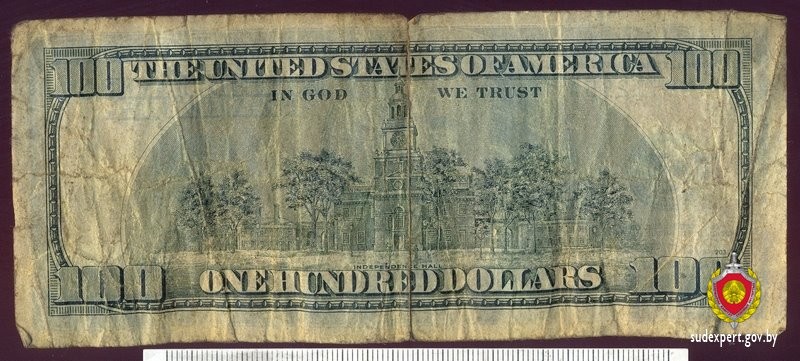 100 THE UNITED STATES OF AMERICA 100
IN GOD WE TRUST
INDEPENDENCE HALL
100 ONE HUNDRED DOLLARS 100
sudexpert.gov.by